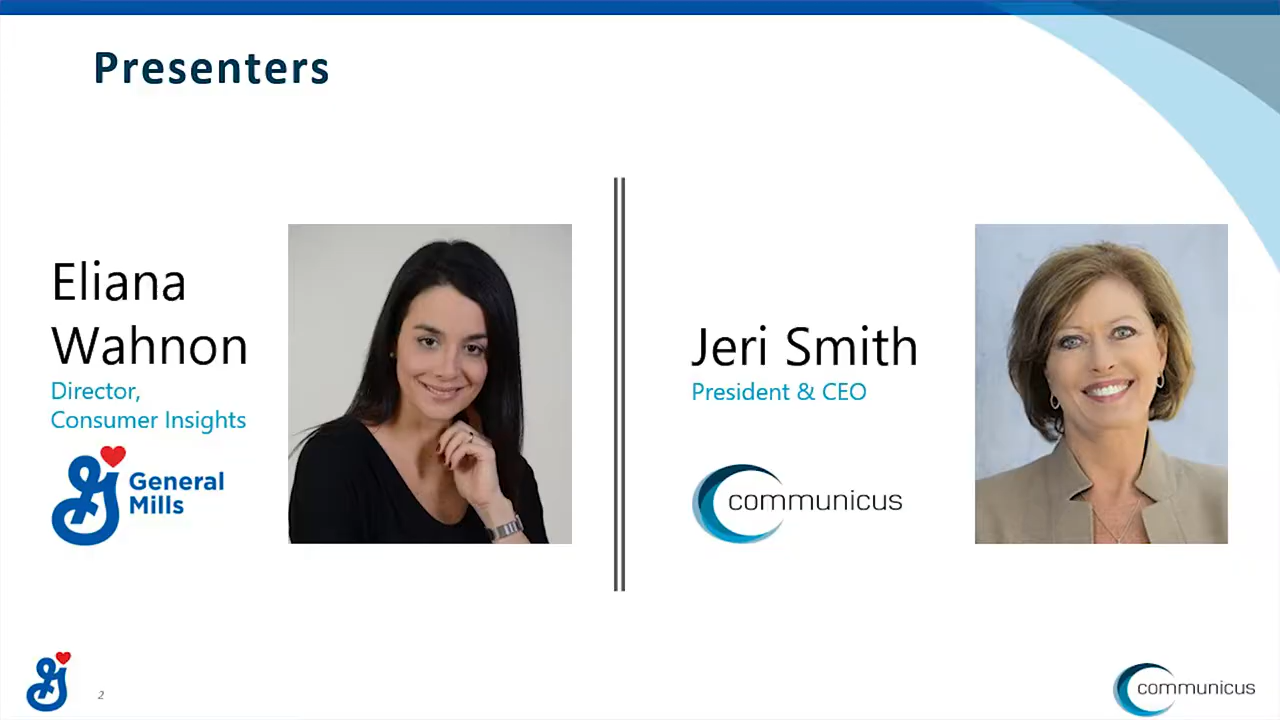 Presenters
Eliana
Wahnon
Director,
Consumer Insights
General
Mills
Jeri Smith
President & CEO
communicus
2
communicus